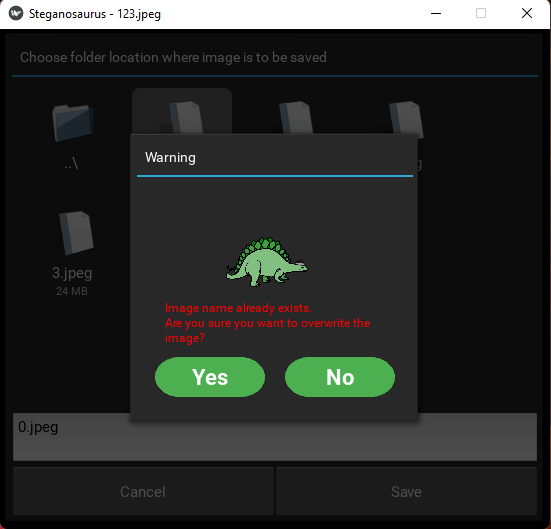 Steganosaurus - 123.jpeg
Choose folder location where image is to be saved
..\
Warning
3.jpeg
24 MB
Image name already exists.
Are you sure you want to overwrite the
Image?
Yes
No
0.jpeg
Cancel
Save